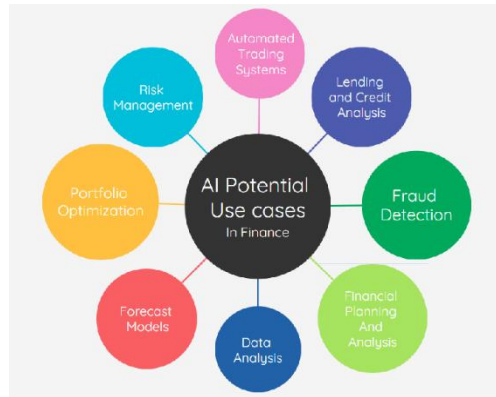 Automated
Trading
Systems
Lending
and Credit
Analysis
Fraud
Detection
Financial
Planning
And
Analysis
Data
Analysis
Forecast
Models
Portfolio
Optimization
Risk
Management
AI Potential
Use cases
In Finance